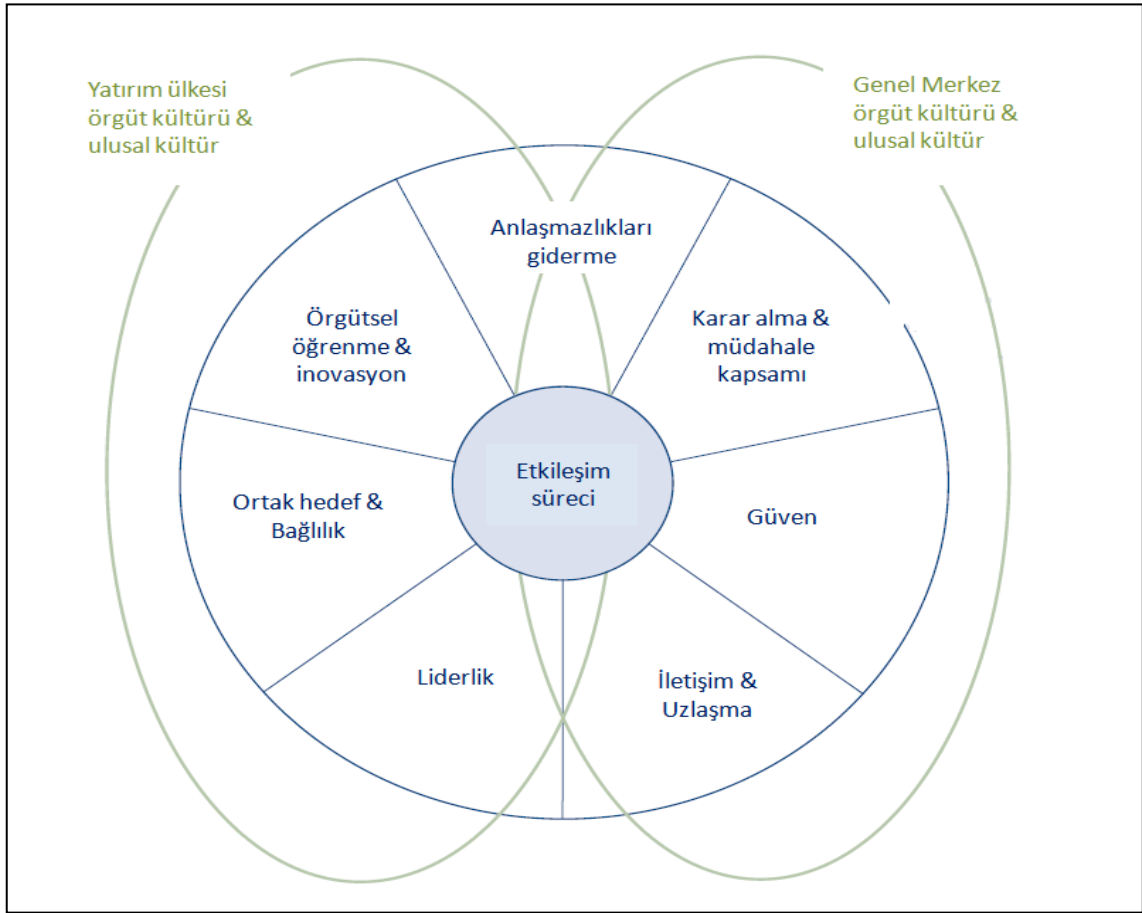 Yatırım ülkesi
örgüt kültürü &
ulusal kültür
Genel Merkez
örgüt kültürü &
ulusal kültür
Anlaşmazlıkları
giderme
Örgütsel
öğrenme &
inovasyon
Karar alma &
müdahale
kapsamı
Etkileşim
süreci
Ortak hedef &
Bağlılık
Güven
Liderlik
İletişim &
Uzlaşma